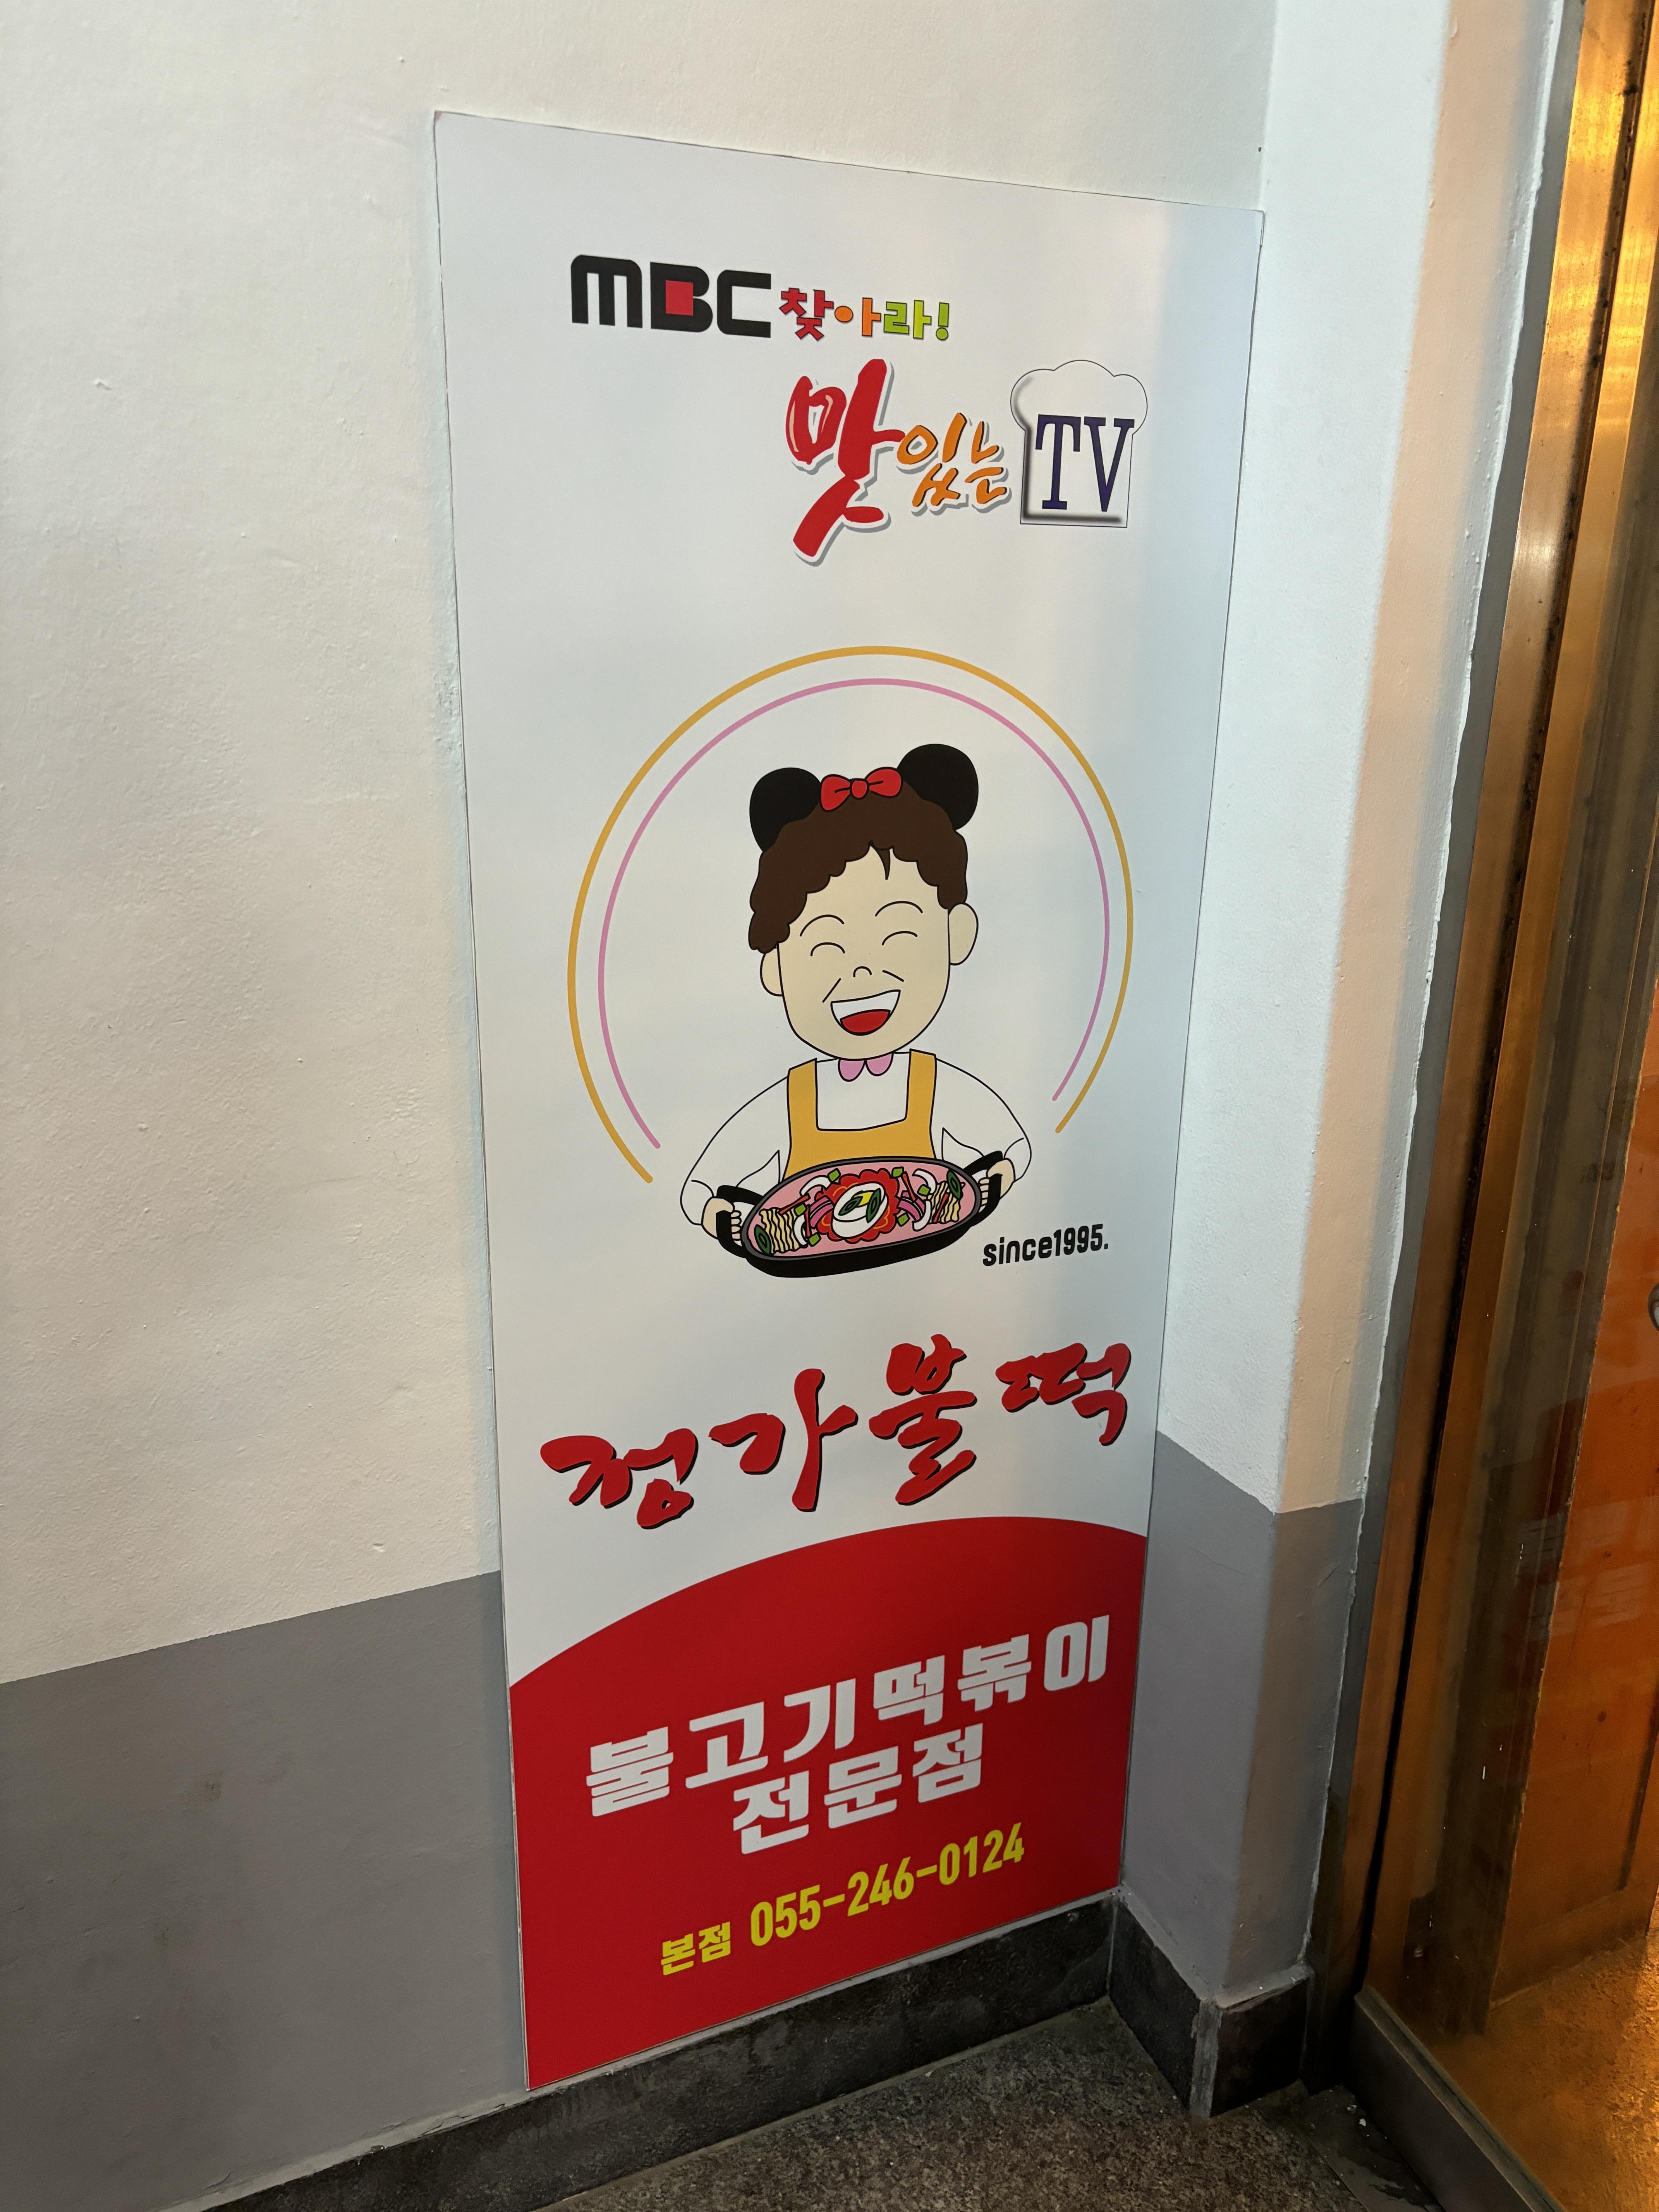 MBC 찾아라!
맛있는 TV
since1995.
정가불떡
불고기떡볶이
전문점
본점 055-246-0124